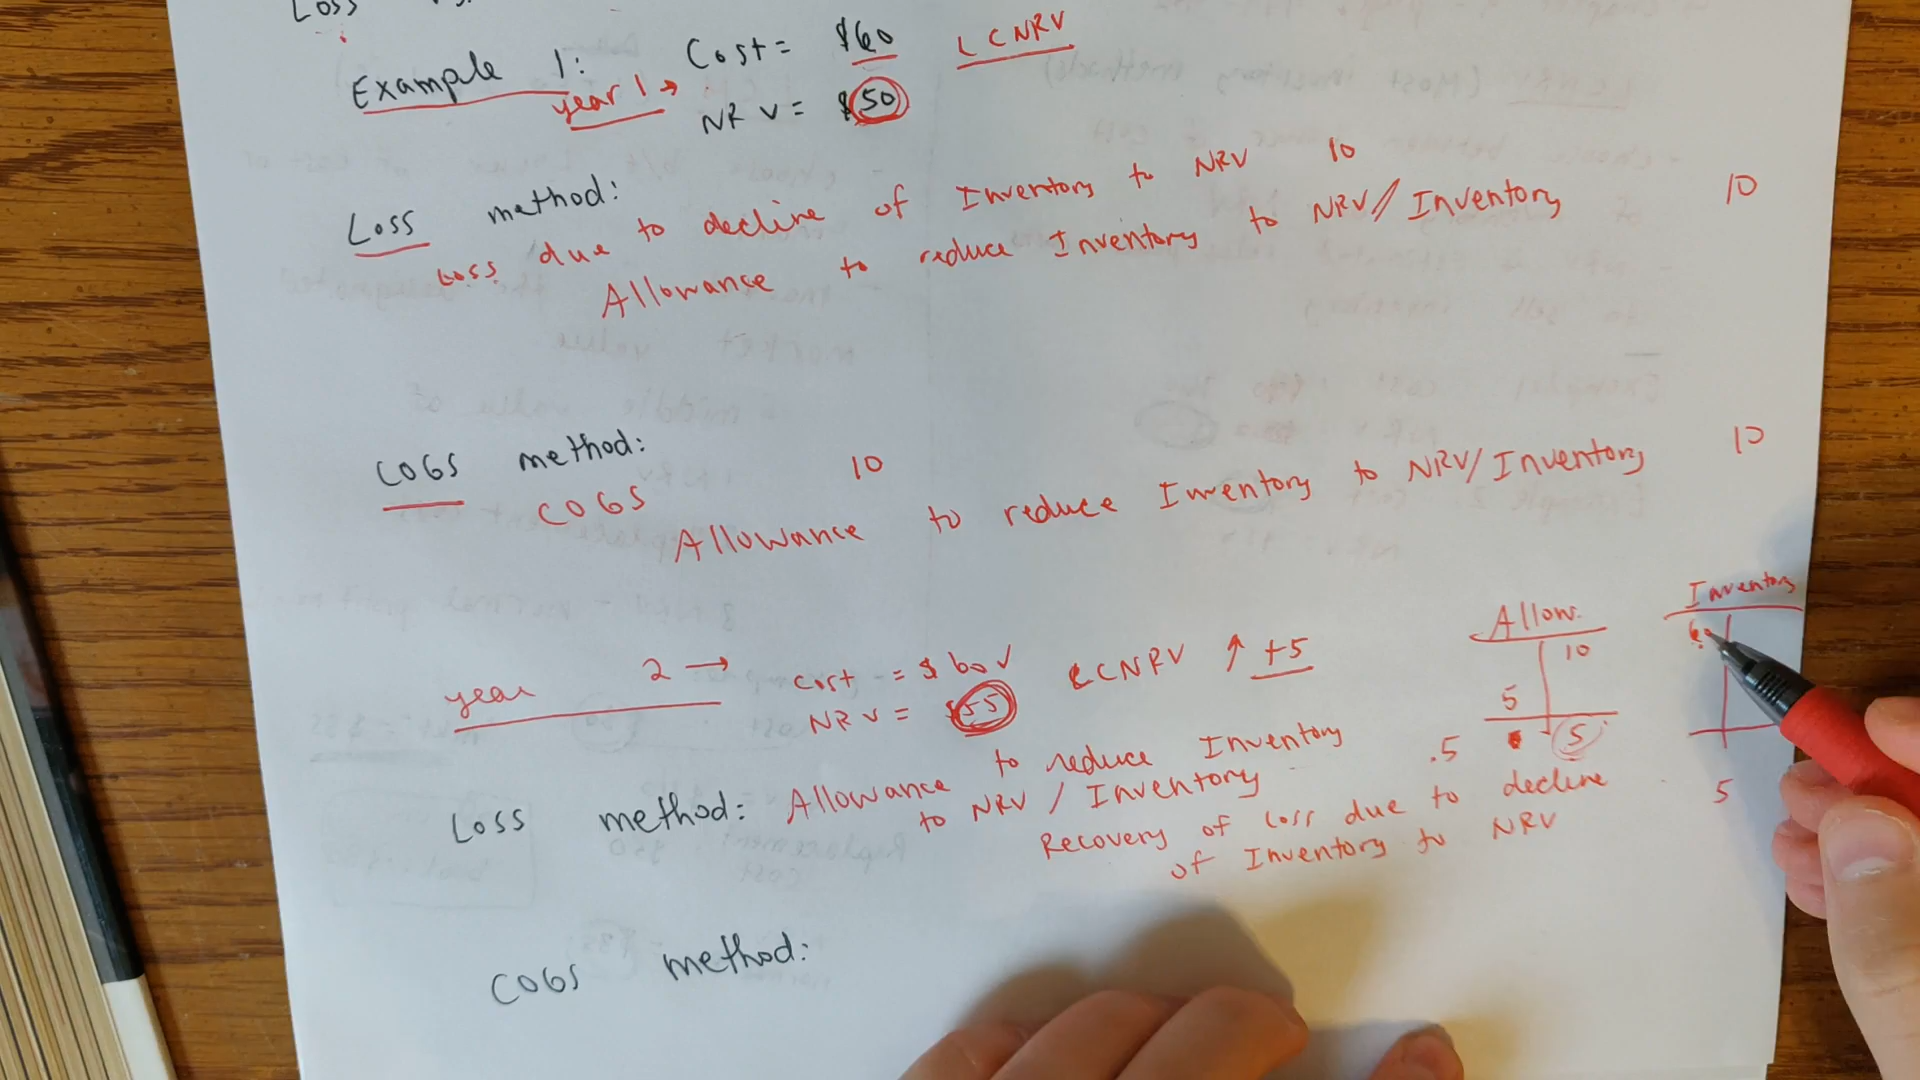 Loss
Example 1:
year 1 →
Cost = $60
LCNRV
NRV = $50
Loss method:
Loss due to decline of Inventory to NRV 10
Allowance to reduce Inventory to NRV/Inventory 10
COGS method:
COGS 10
Allowance to reduce Inventory to NRV/Inventory 10
year 2 →
cost = $60 ✓
NRV = $55
LCNRV ↑ +5
Allow.
10
5
5
Inventory
60
Loss method: Allowance to reduce Inventory .5
to NRV / Inventory
Recovery of loss due to decline 5
of Inventory to NRV
COGS method: